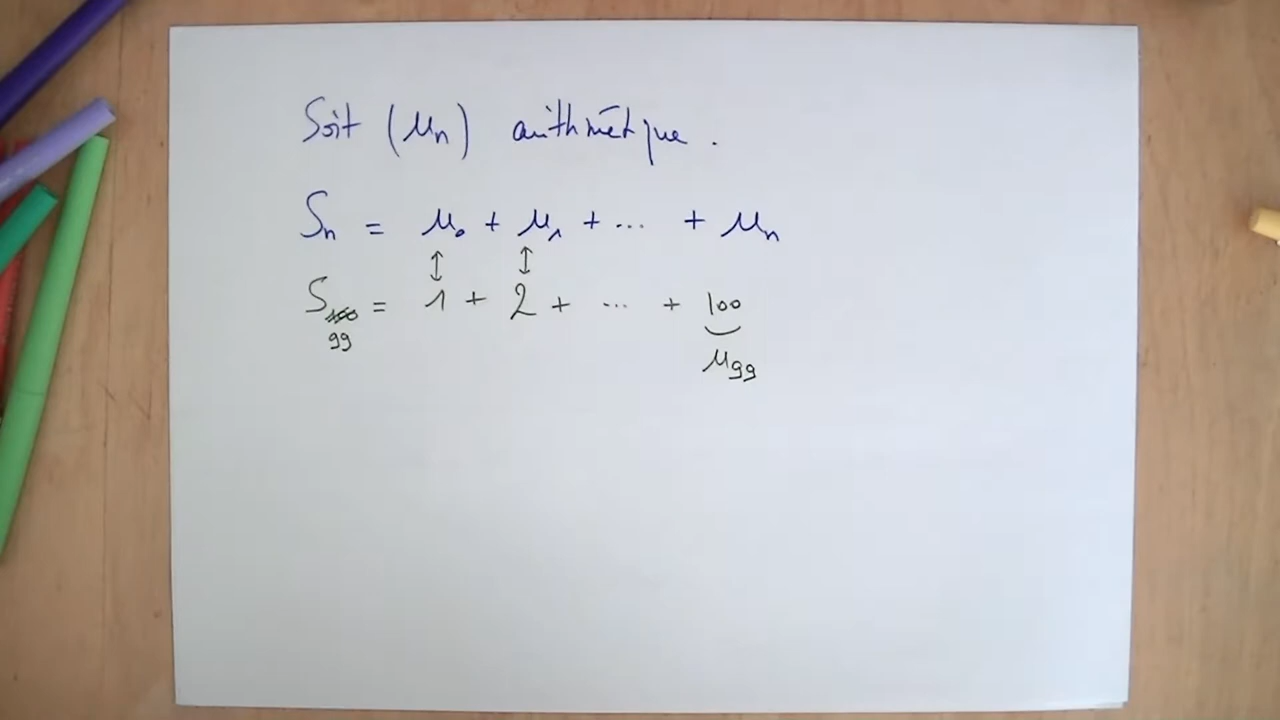 Soit (Un) arithmétique.
Sn = U0 + U1 + ... + Un
↕ ↕
S99 = 1 + 2 + ... + 100
U99